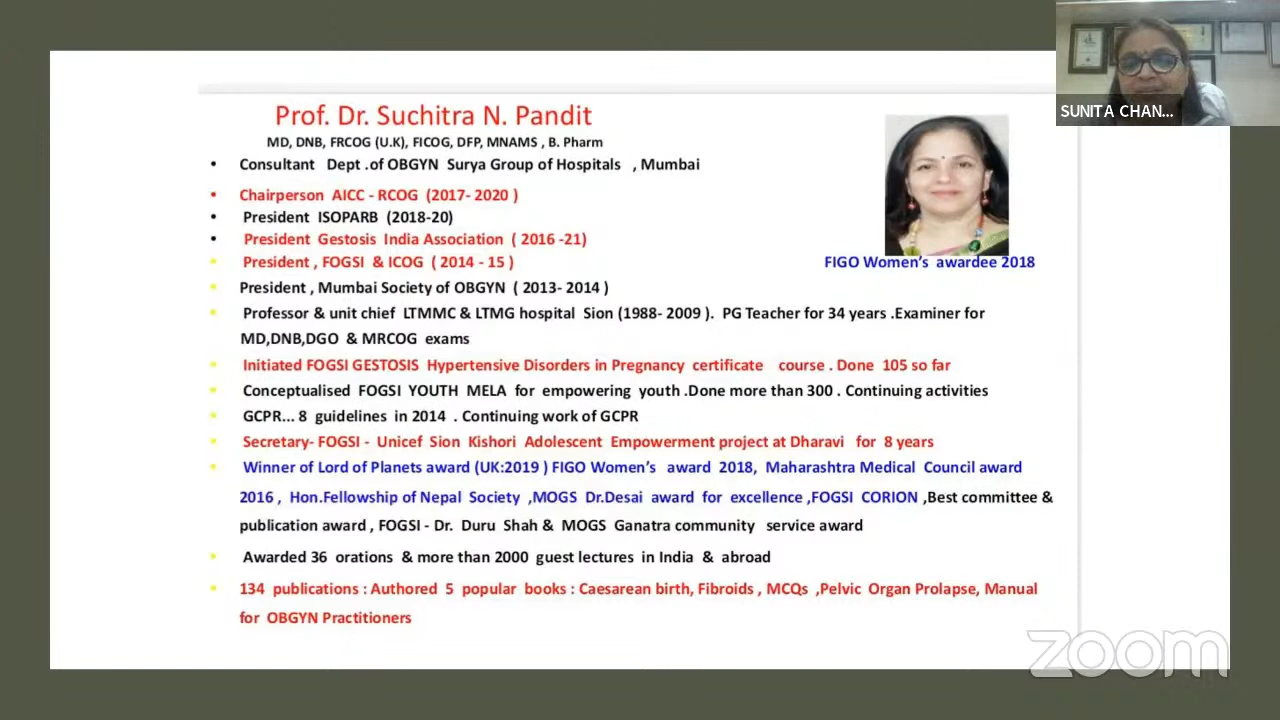 SUNITA CHAN...
Prof. Dr. Suchitra N. Pandit
MD, DNB, FRCOG (U.K), FICOG, DFP, MNAMS , B. Pharm
• Consultant Dept .of OBGYN Surya Group of Hospitals , Mumbai
• Chairperson AICC - RCOG (2017- 2020 )
• President ISOPARB (2018-20)
• President Gestosis India Association ( 2016 -21)
• President , FOGSI & ICOG ( 2014 - 15 )
FIGO Women's awardee 2018
• President , Mumbai Society of OBGYN ( 2013- 2014 )
• Professor & unit chief LTMMC & LTMG hospital Sion (1988- 2009 ). PG Teacher for 34 years .Examiner for
MD,DNB,DGO & MRCOG exams
• Initiated FOGSI GESTOSIS Hypertensive Disorders in Pregnancy certificate course . Done 105 so far
• Conceptualised FOGSI YOUTH MELA for empowering youth .Done more than 300 . Continuing activities
• GCPR... 8 guidelines in 2014 . Continuing work of GCPR
• Secretary- FOGSI - Unicef Sion Kishori Adolescent Empowerment project at Dharavi for 8 years
• Winner of Lord of Planets award (UK:2019 ) FIGO Women's award 2018, Maharashtra Medical Council award
2016 , Hon.Fellowship of Nepal Society ,MOGS Dr.Desai award for excellence ,FOGSI CORION ,Best committee &
publication award , FOGSI - Dr. Duru Shah & MOGS Ganatra community service award
• Awarded 36 orations & more than 2000 guest lectures in India & abroad
• 134 publications : Authored 5 popular books : Caesarean birth, Fibroids , MCQs ,Pelvic Organ Prolapse, Manual
for OBGYN Practitioners
zoom